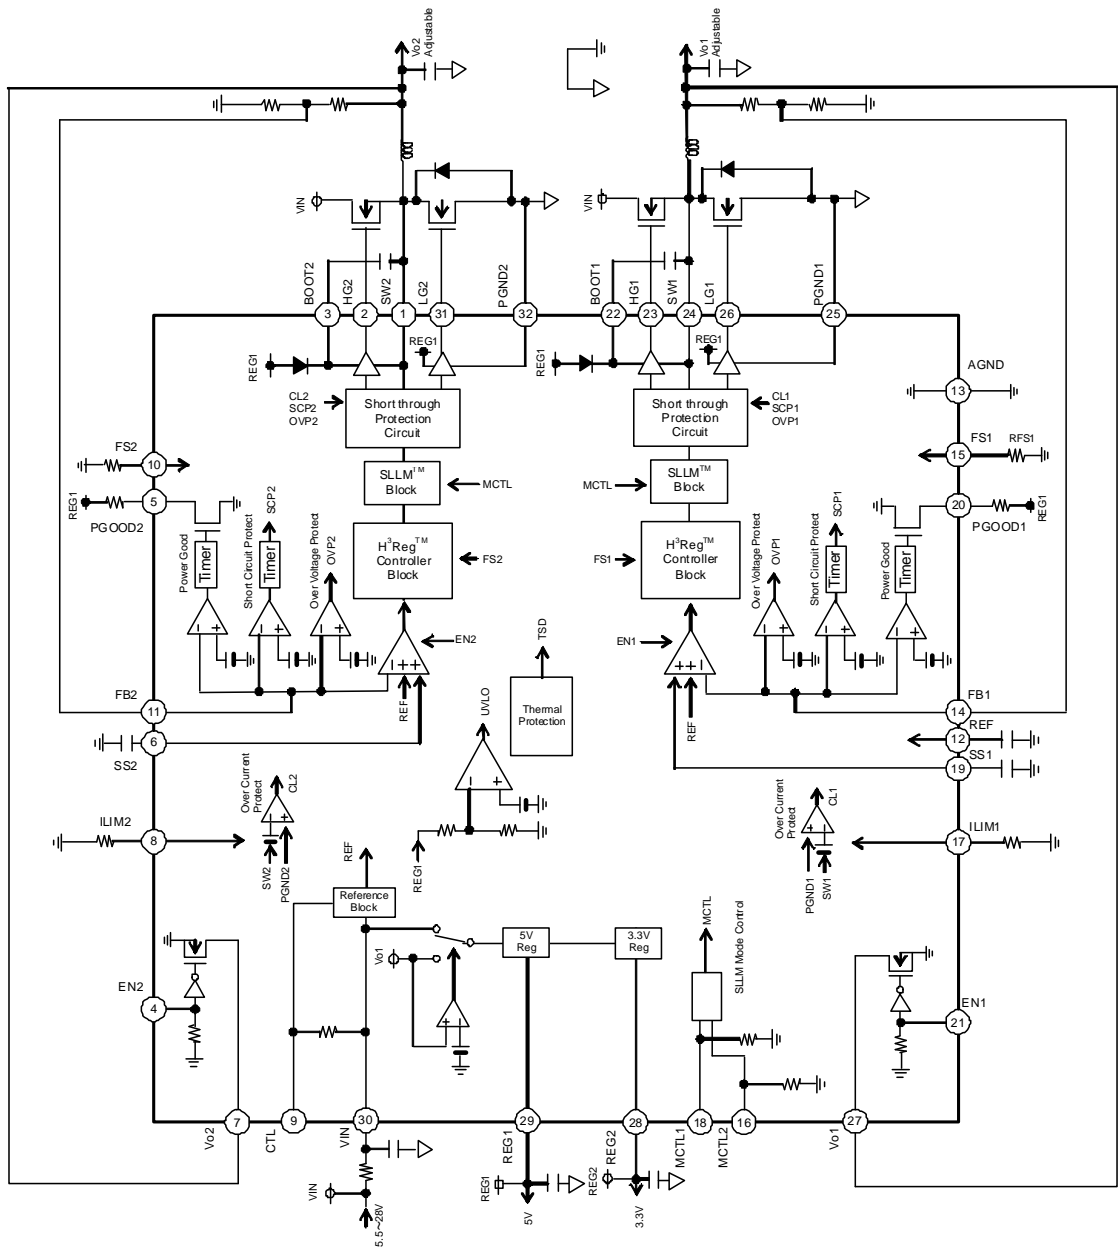 Vo2
Adjustable
Vo1
Adjustable
VIN
VIN
BOOT2
HG2
SW2
LG2
PGND2
BOOT1
HG1
SW1
LG1
PGND1
3
2
1
31
32
22
23
24
26
25
REG1
REG1
REG1
REG1
CL2
SCP2
OVP2
Short through
Protection
Circuit
Short through
Protection
Circuit
CL1
SCP1
OVP1
AGND
13
FS2
10
FS1
15
RFS1
SLLM™
Block
MCTL
MCTL
SLLM™
Block
REG1
5
PGOOD2
20
PGOOD1
REG1
Power Good
Timer
Short Circuit Protect
Timer
SCP2
Over Voltage Protect
OVP2
H³Reg™
Controller
Block
FS2
FS1
H³Reg™
Controller
Block
Over Voltage Protect
OVP1
Short Circuit Protect
Timer
SCP1
Power Good
Timer
EN2
TSD
EN1
REF
REF
FB2
11
FB1
14
Thermal
Protection
UVLO
6
SS2
REF
12
SS1
19
Over Current
Protect
CL2
Over Current
Protect
CL1
ILIM2
8
ILIM1
17
SW2
PGND2
REF
REG1
PGND1
SW1
Reference
Block
Vo1
5V
Reg
3.3V
Reg
MCTL
SLLM Mode Control
EN2
4
EN1
21
7
9
30
29
28
18
16
27
Vo2
CTL
VIN
REG1
REG2
MCTL1
MCTL2
Vo1
VIN
REG1
REG2
5.5~28V
5V
3.3V